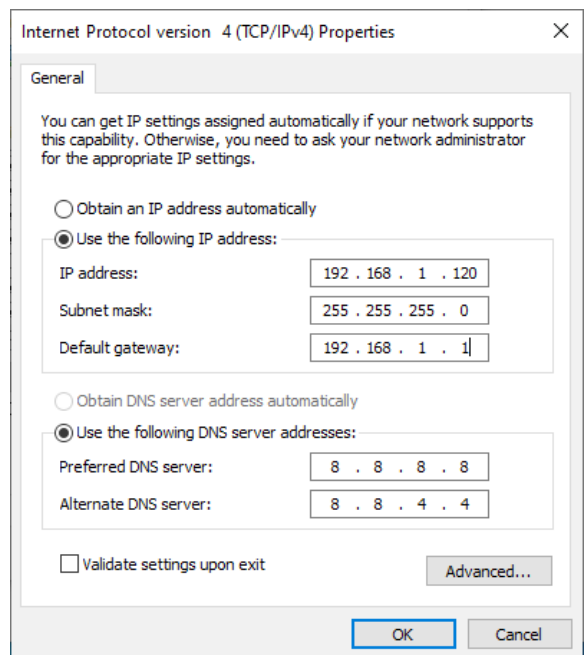 Internet Protocol version 4 (TCP/IPv4) Properties
General
You can get IP settings assigned automatically if your network supports
this capability. Otherwise, you need to ask your network administrator
for the appropriate IP settings.
Obtain an IP address automatically
Use the following IP address:
IP address: 192 . 168 . 1 . 120
Subnet mask: 255 . 255 . 255 . 0
Default gateway: 192 . 168 . 1 . 1
Obtain DNS server address automatically
Use the following DNS server addresses:
Preferred DNS server: 8 . 8 . 8 . 8
Alternate DNS server: 8 . 8 . 4 . 4
Validate settings upon exit
Advanced...
OK Cancel